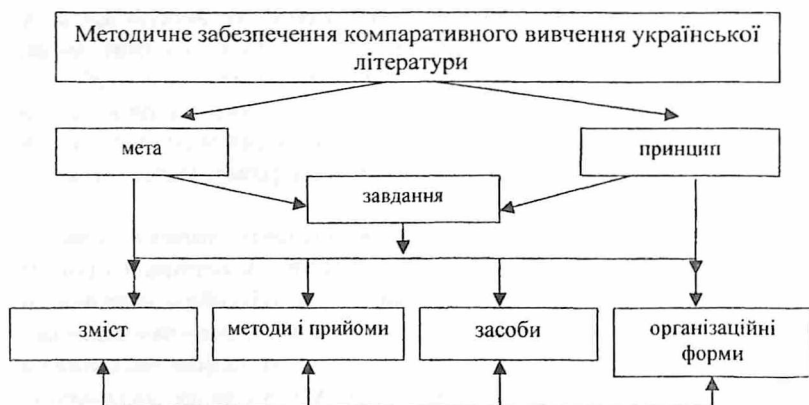 Методичне забезпечення компаративного вивчення української
літератури
мета
принцип
завдання
зміст
методи і прийоми
засоби
організаційні
форми